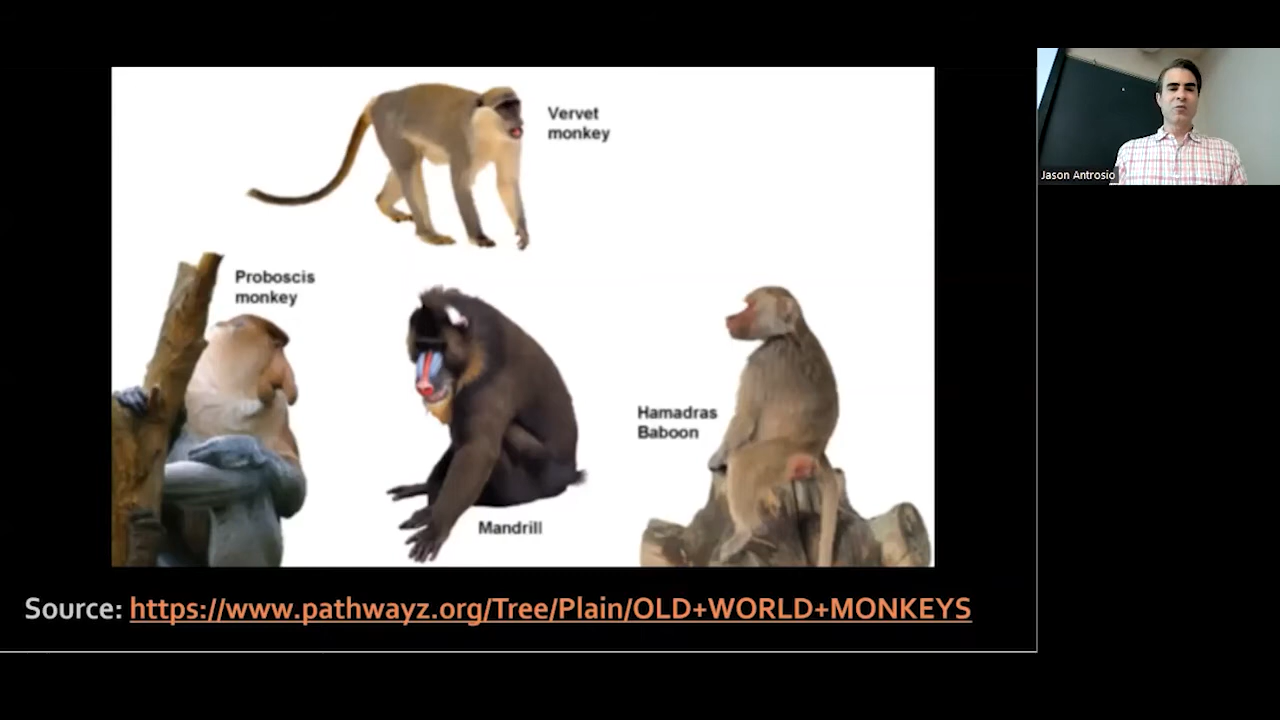 Vervet
monkey
Jason Antrosio
Proboscis
monkey
Hamadras
Baboon
Mandrill
Source: https://www.pathwayz.org/Tree/Plain/OLD+WORLD+MONKEYS